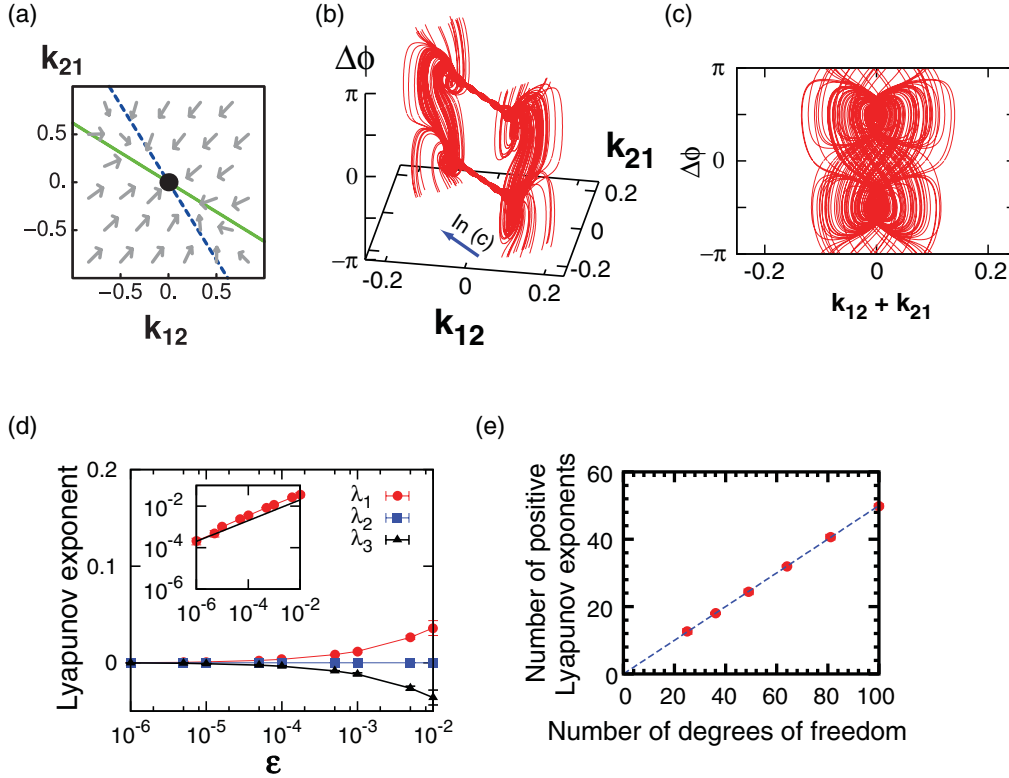 (a)
k21
0.5
0.
−0.5
−0.5
0.
0.5
k12
(b)
Δφ
π
0
−π
ln (c)
k21
0.2
0
-0.2
-0.2
0
0.2
k12
(c)
π
Δφ
0
−π
-0.2
0
0.2
k12 + k21
(d)
Lyapunov exponent
0.2
0.1
0
10-2
10-4
10-6
10-6
10-4
10-2
λ1
λ2
λ3
10-6
10-5
10-4
10-3
10-2
ε
(e)
Number of positive
Lyapunov exponents
60
40
20
0
0
20
40
60
80
100
Number of degrees of freedom